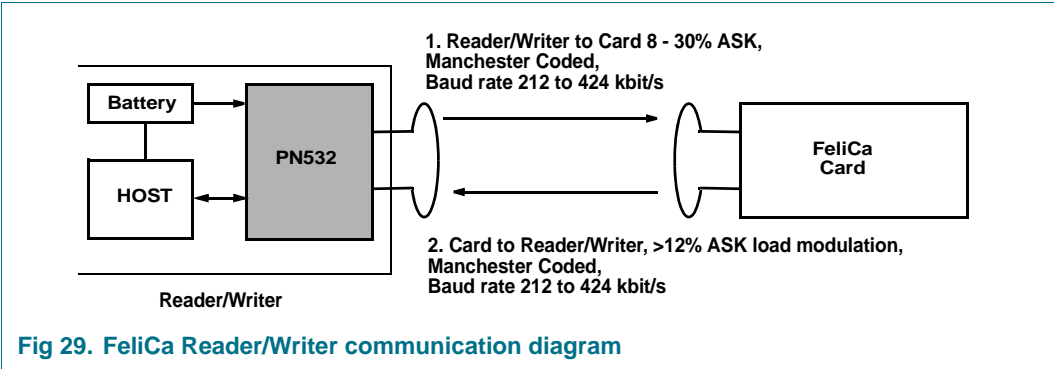 1. Reader/Writer to Card 8 - 30% ASK,
Manchester Coded,
Baud rate 212 to 424 kbit/s
Battery
PN532
HOST
FeliCa
Card
2. Card to Reader/Writer, >12% ASK load modulation,
Manchester Coded,
Baud rate 212 to 424 kbit/s
Reader/Writer
Fig 29. FeliCa Reader/Writer communication diagram